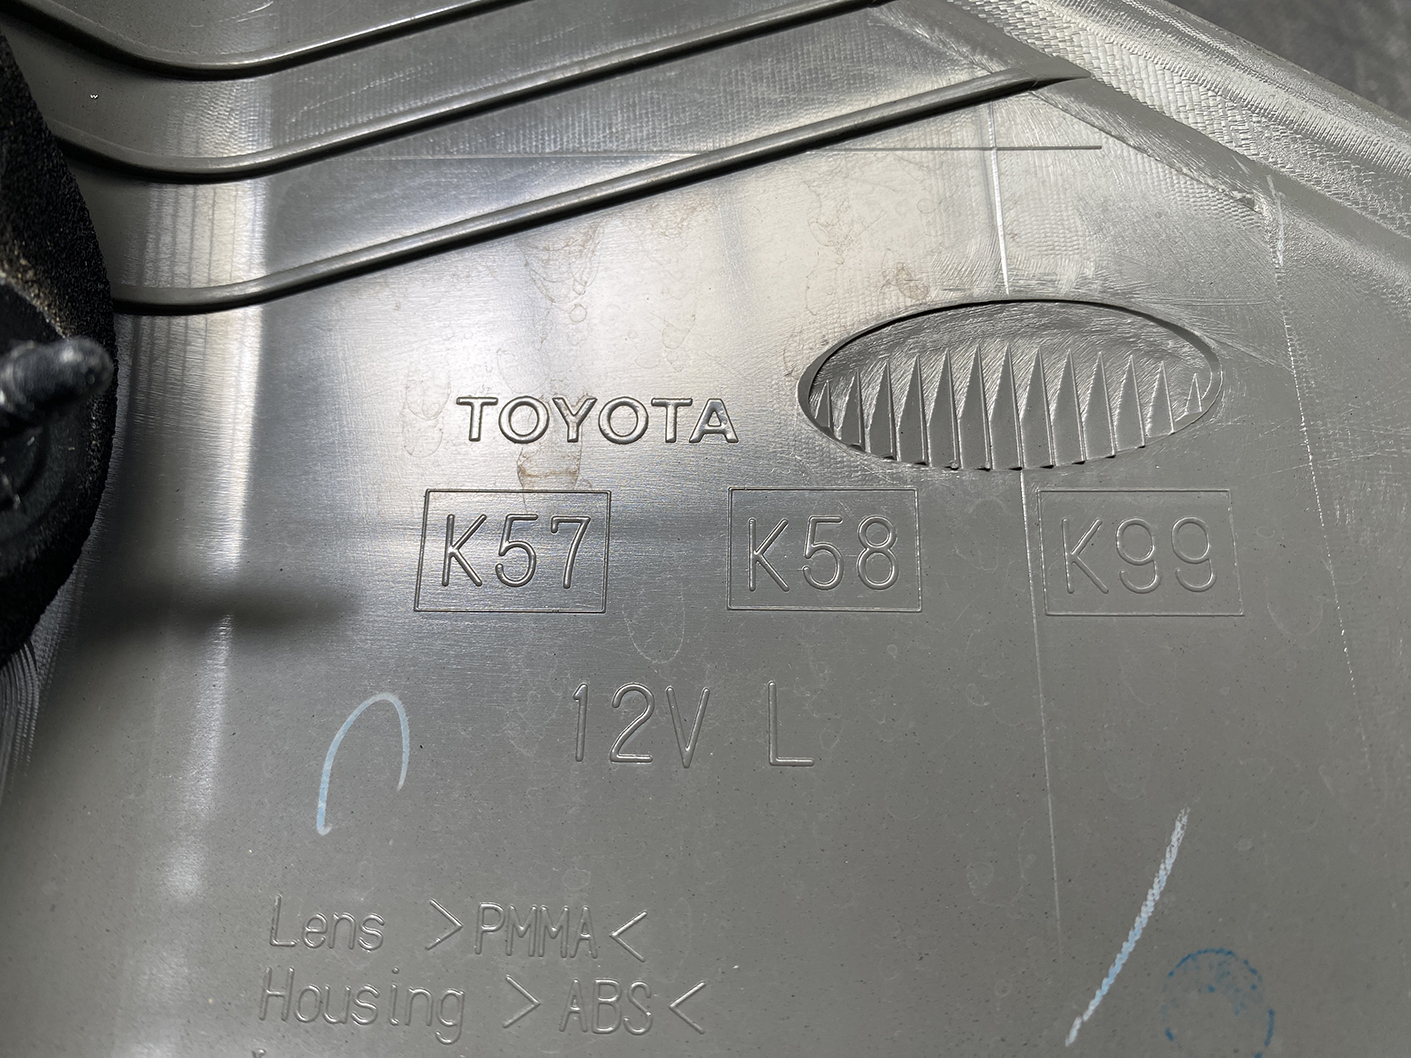 TOYOTA
K57 K58 K99
12V L
Lens >PMMA<
Housing >ABS<